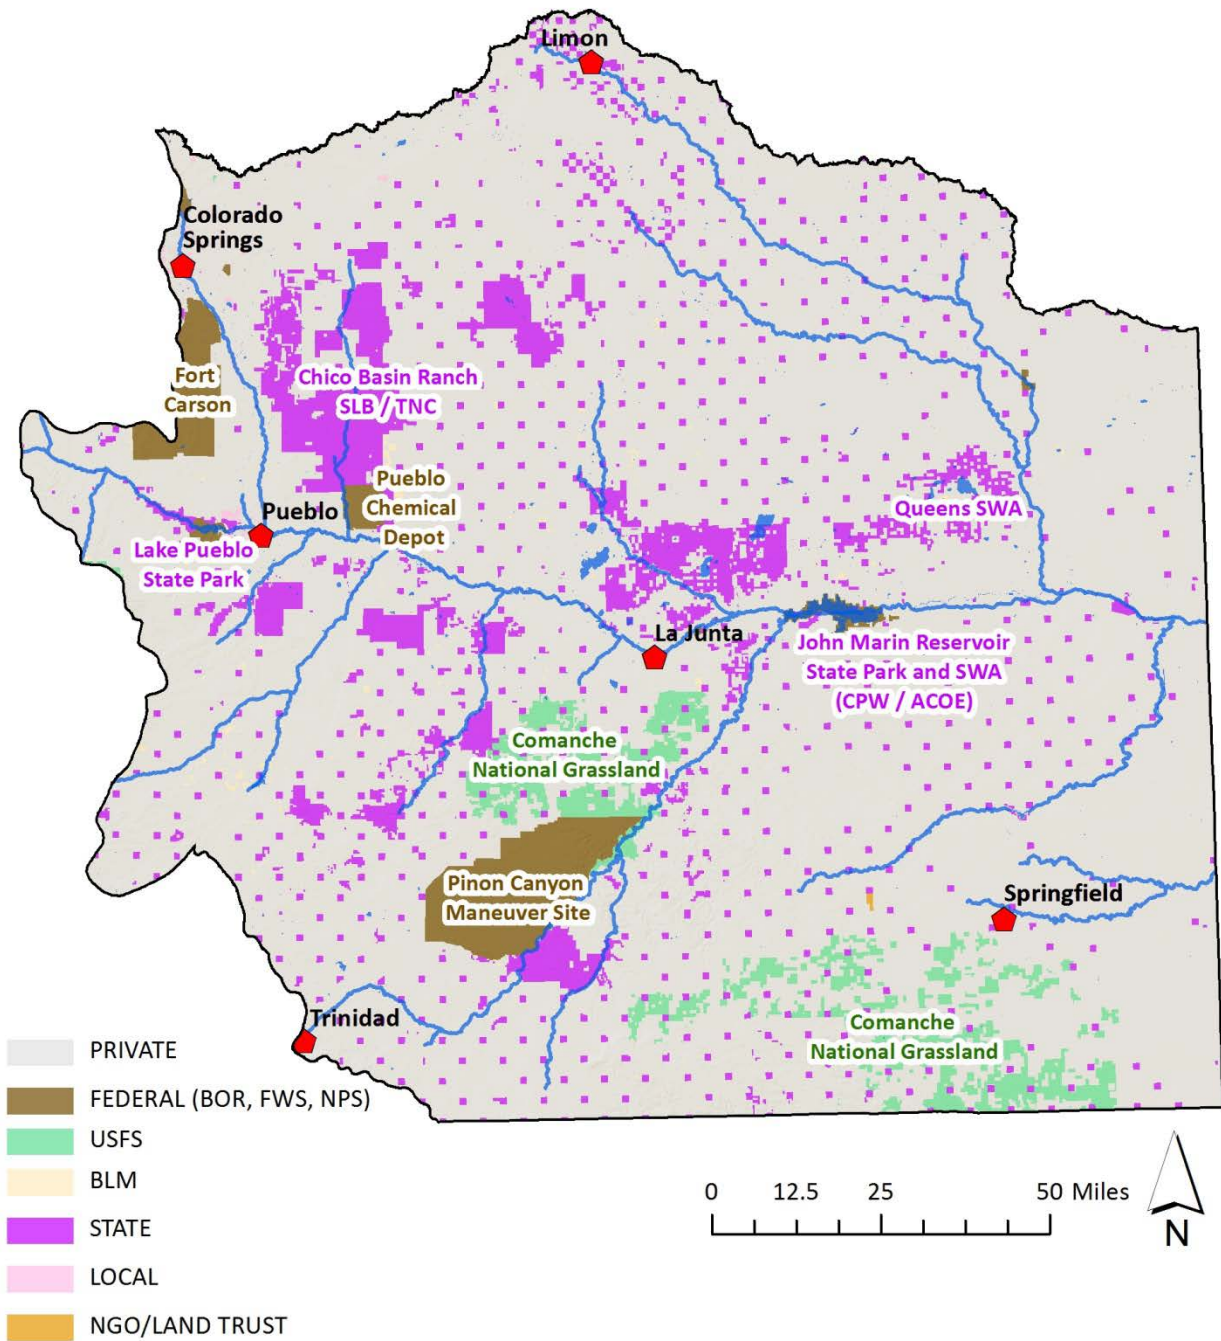 Limon
Colorado
Springs
Fort
Carson
Chico Basin Ranch
SLB / TNC
Pueblo
Chemical
Depot
Pueblo
Lake Pueblo
State Park
Queens SWA
La Junta
John Marin Reservoir
State Park and SWA
(CPW / ACOE)
Comanche
National Grassland
Pinon Canyon
Maneuver Site
Springfield
Trinidad
Comanche
National Grassland
PRIVATE
FEDERAL (BOR, FWS, NPS)
USFS
BLM
STATE
LOCAL
NGO/LAND TRUST
0 12.5 25 50 Miles
N